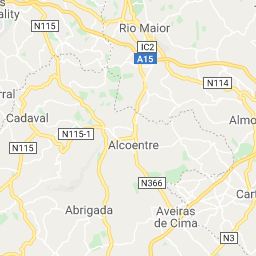 N115
ality
Rio Maior
IC2
A15
rral
N114
Cadaval
N115-1
Almo
N115
Alcoentre
N366
Abrigada
Aveiras
de Cima
Cart
N3